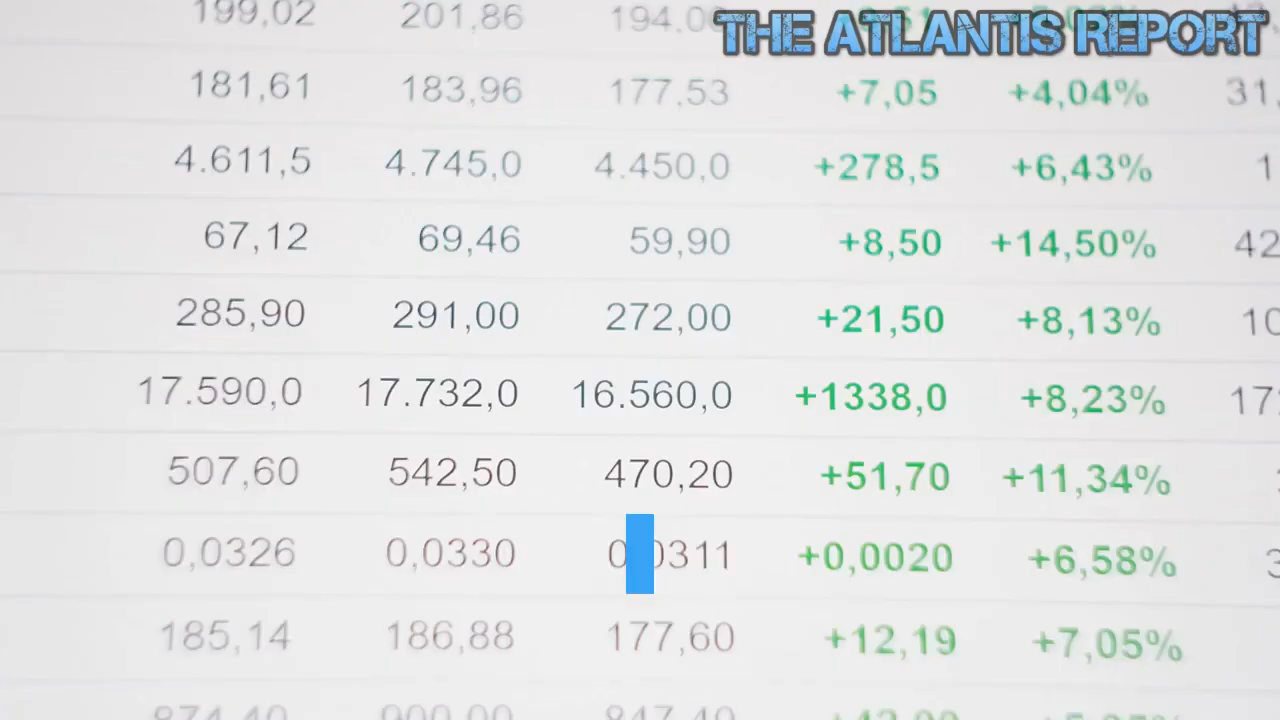 THE ATLANTIS REPORT
199,02 201,86
181,61 183,96 177,53 +7,05 +4,04%
4.611,5 4.745,0 4.450,0 +278,5 +6,43%
67,12 69,46 59,90 +8,50 +14,50%
285,90 291,00 272,00 +21,50 +8,13%
17.590,0 17.732,0 16.560,0 +1338,0 +8,23%
507,60 542,50 470,20 +51,70 +11,34%
0,0326 0,0330 +0,0020 +6,58%
185,14 186,88 177,60 +12,19 +7,05%